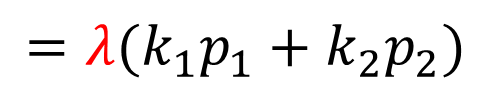 = λ(k₁p₁ + k₂p₂)